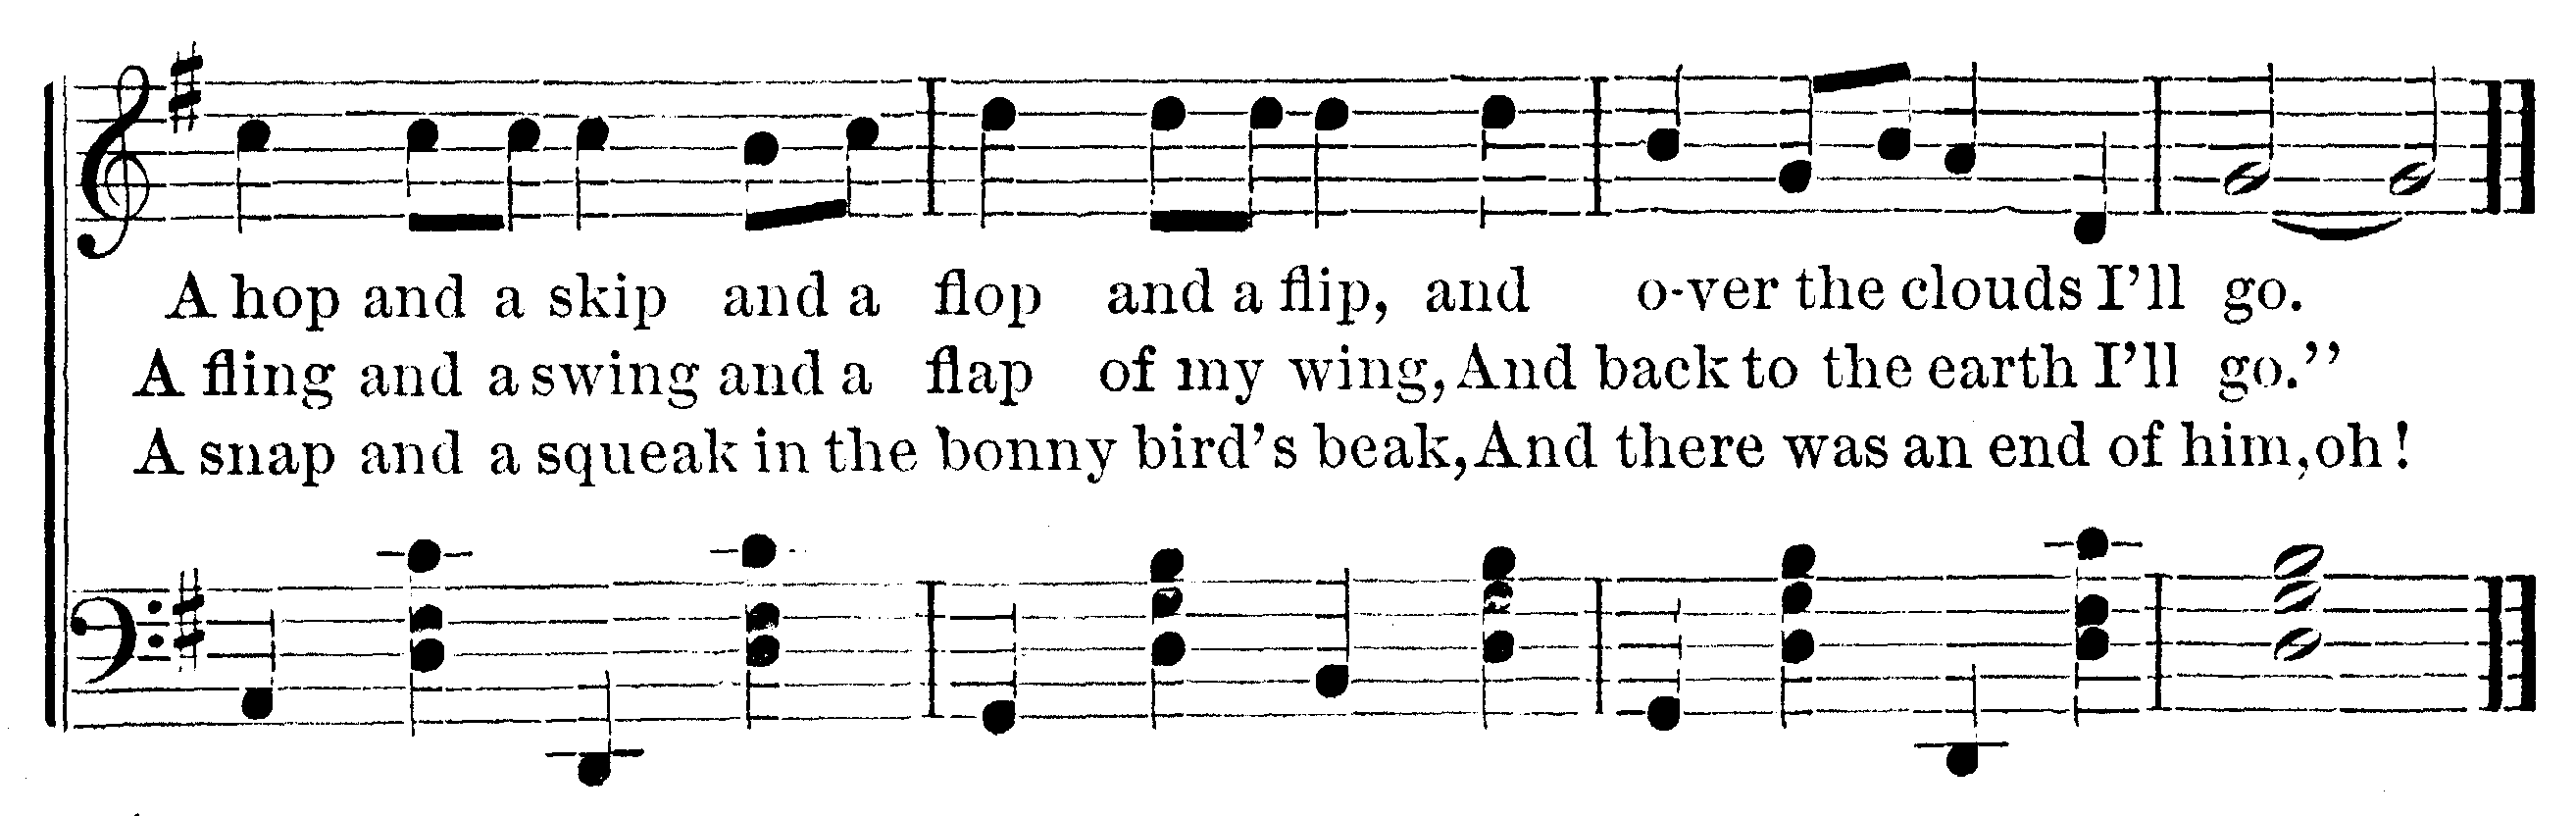 A hop and a skip and a flop and a flip, and o-ver the clouds I'll go.
A fling and a swing and a flap of my wing, And back to the earth I'll go."
A snap and a squeak in the bonny bird's beak, And there was an end of him, oh!